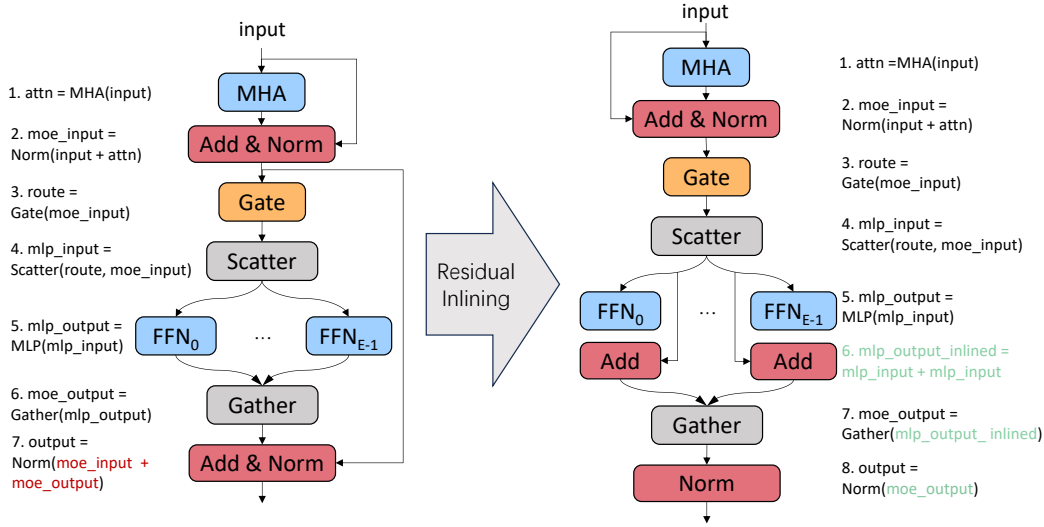 input
MHA
Add & Norm
Gate
Scatter
FFN0
...
FFNE-1
Gather
Add & Norm
1. attn = MHA(input)
2. moe_input =
Norm(input + attn)
3. route =
Gate(moe_input)
4. mlp_input =
Scatter(route, moe_input)
5. mlp_output =
MLP(mlp_input)
6. moe_output =
Gather(mlp_output)
7. output =
Norm(moe_input +
moe_output)
Residual
Inlining
input
MHA
Add & Norm
Gate
Scatter
FFN0
...
FFNE-1
Add
Add
Gather
Norm
1. attn =MHA(input)
2. moe_input =
Norm(input + attn)
3. route =
Gate(moe_input)
4. mlp_input =
Scatter(route, moe_input)
5. mlp_output =
MLP(mlp_input)
6. mlp_output_inlined =
mlp_input + mlp_input
7. moe_output =
Gather(mlp_output_ inlined)
8. output =
Norm(moe_output)